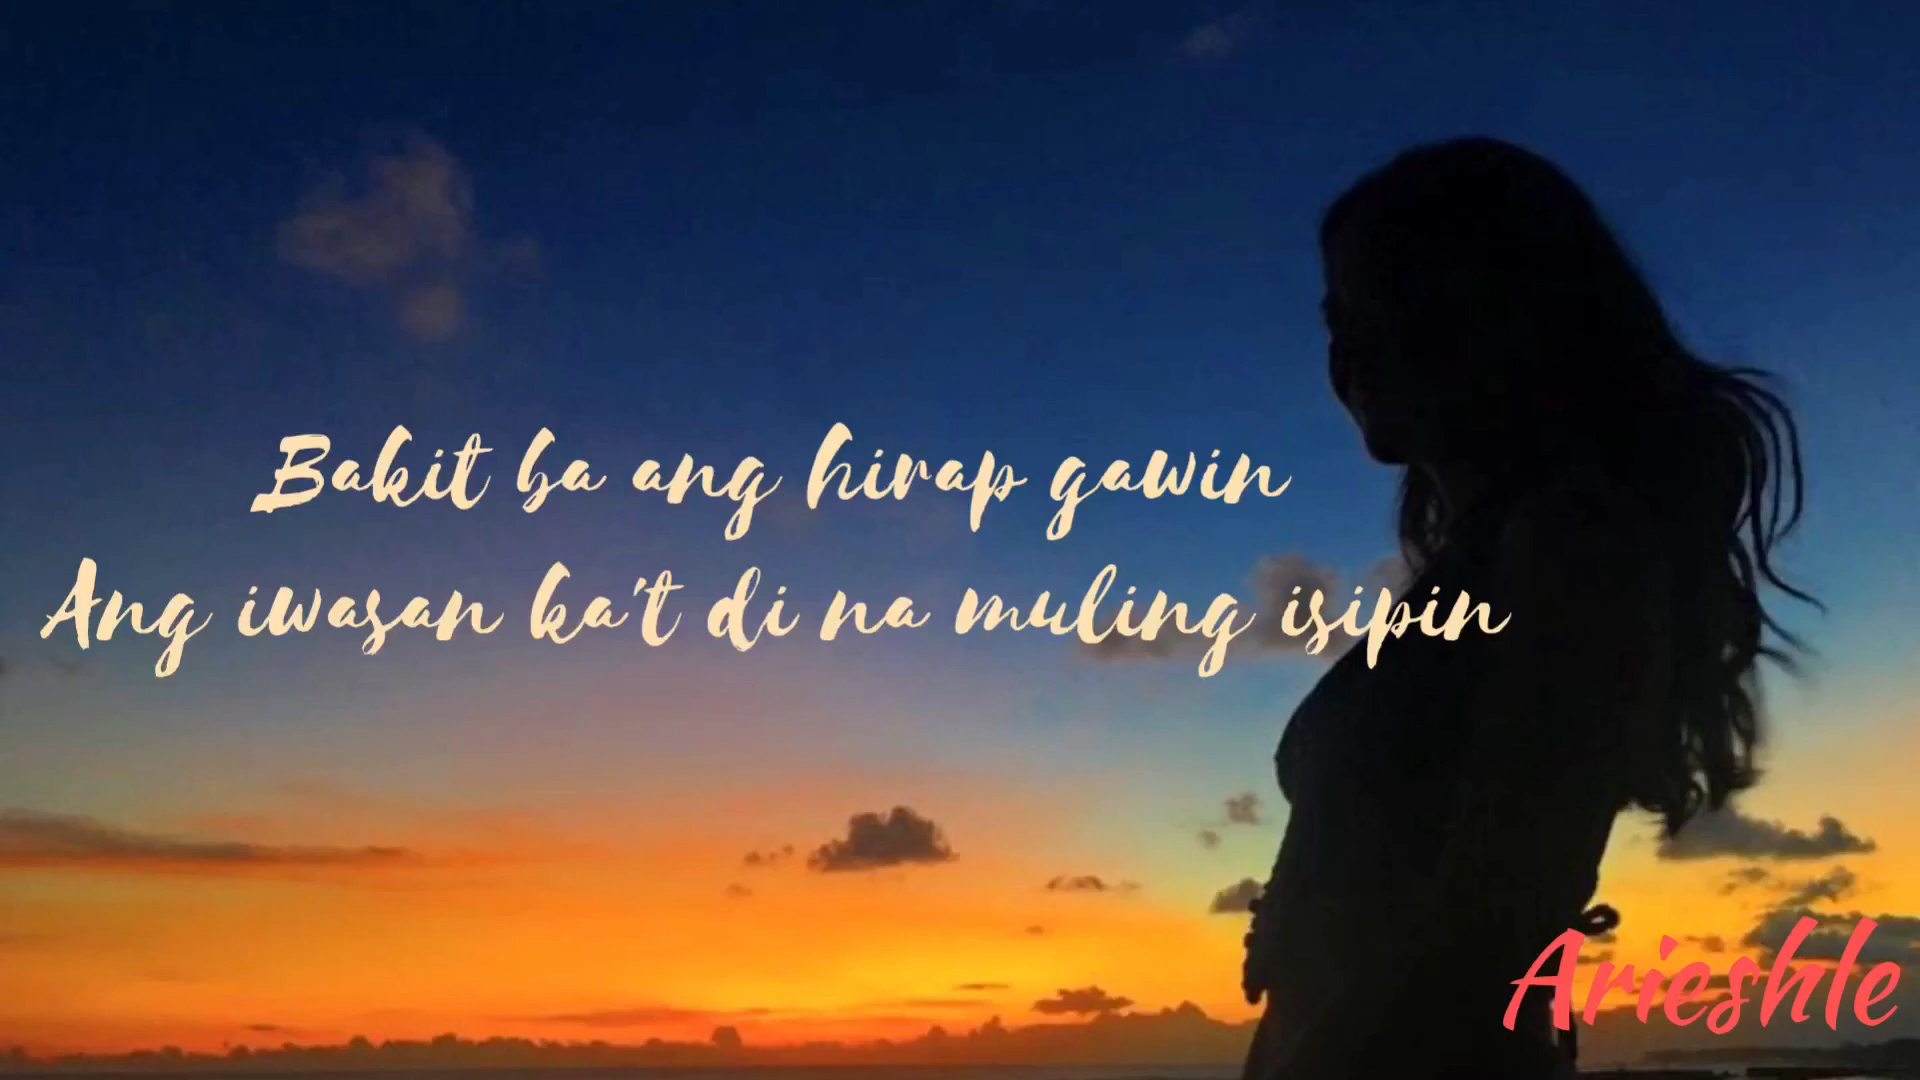 Bakit ba ang hirap gawin
Ang iwasan ka't di na muling isipin
Arieshle